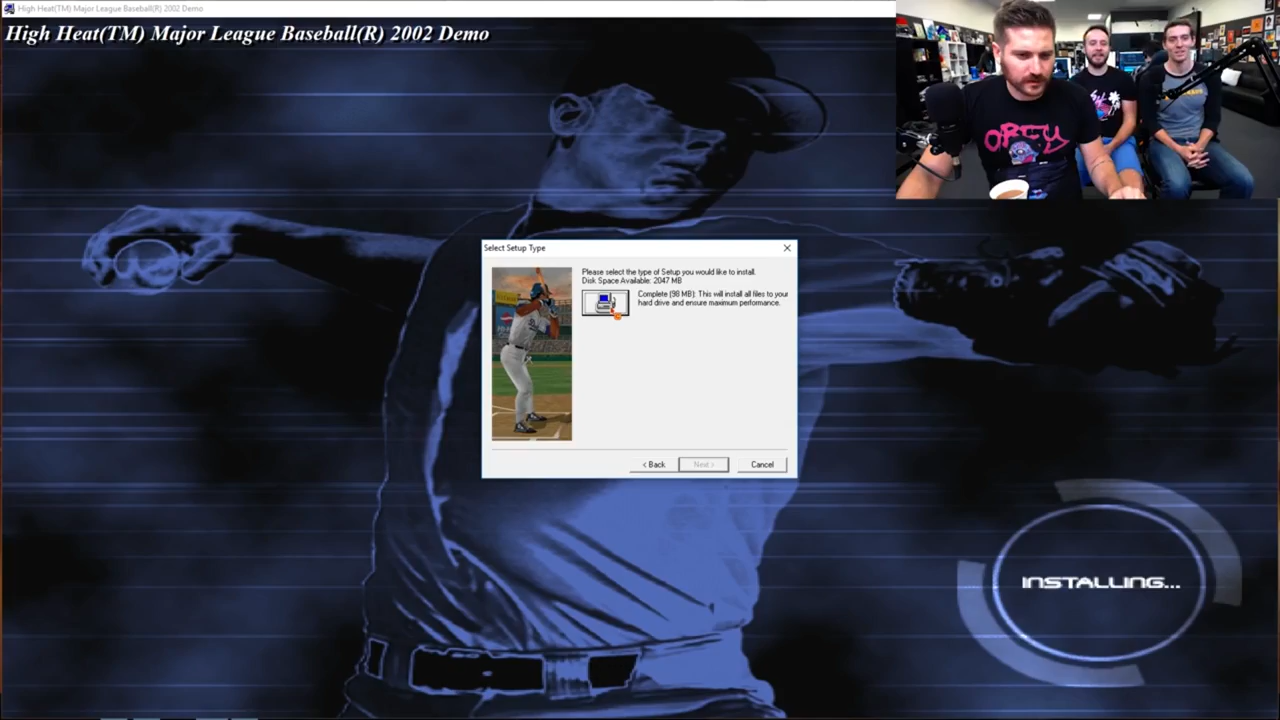 High Heat(TM) Major League Baseball(R) 2002 Demo
High Heat(TM) Major League Baseball(R) 2002 Demo
OBEY
Select Setup Type
Please select the type of Setup you would like to install.
Disk Space Available: 2047 MB
Complete (98 MB): This will install all files to your
hard drive and ensure maximum performance.
< Back
Next >
Cancel
INSTALLING...